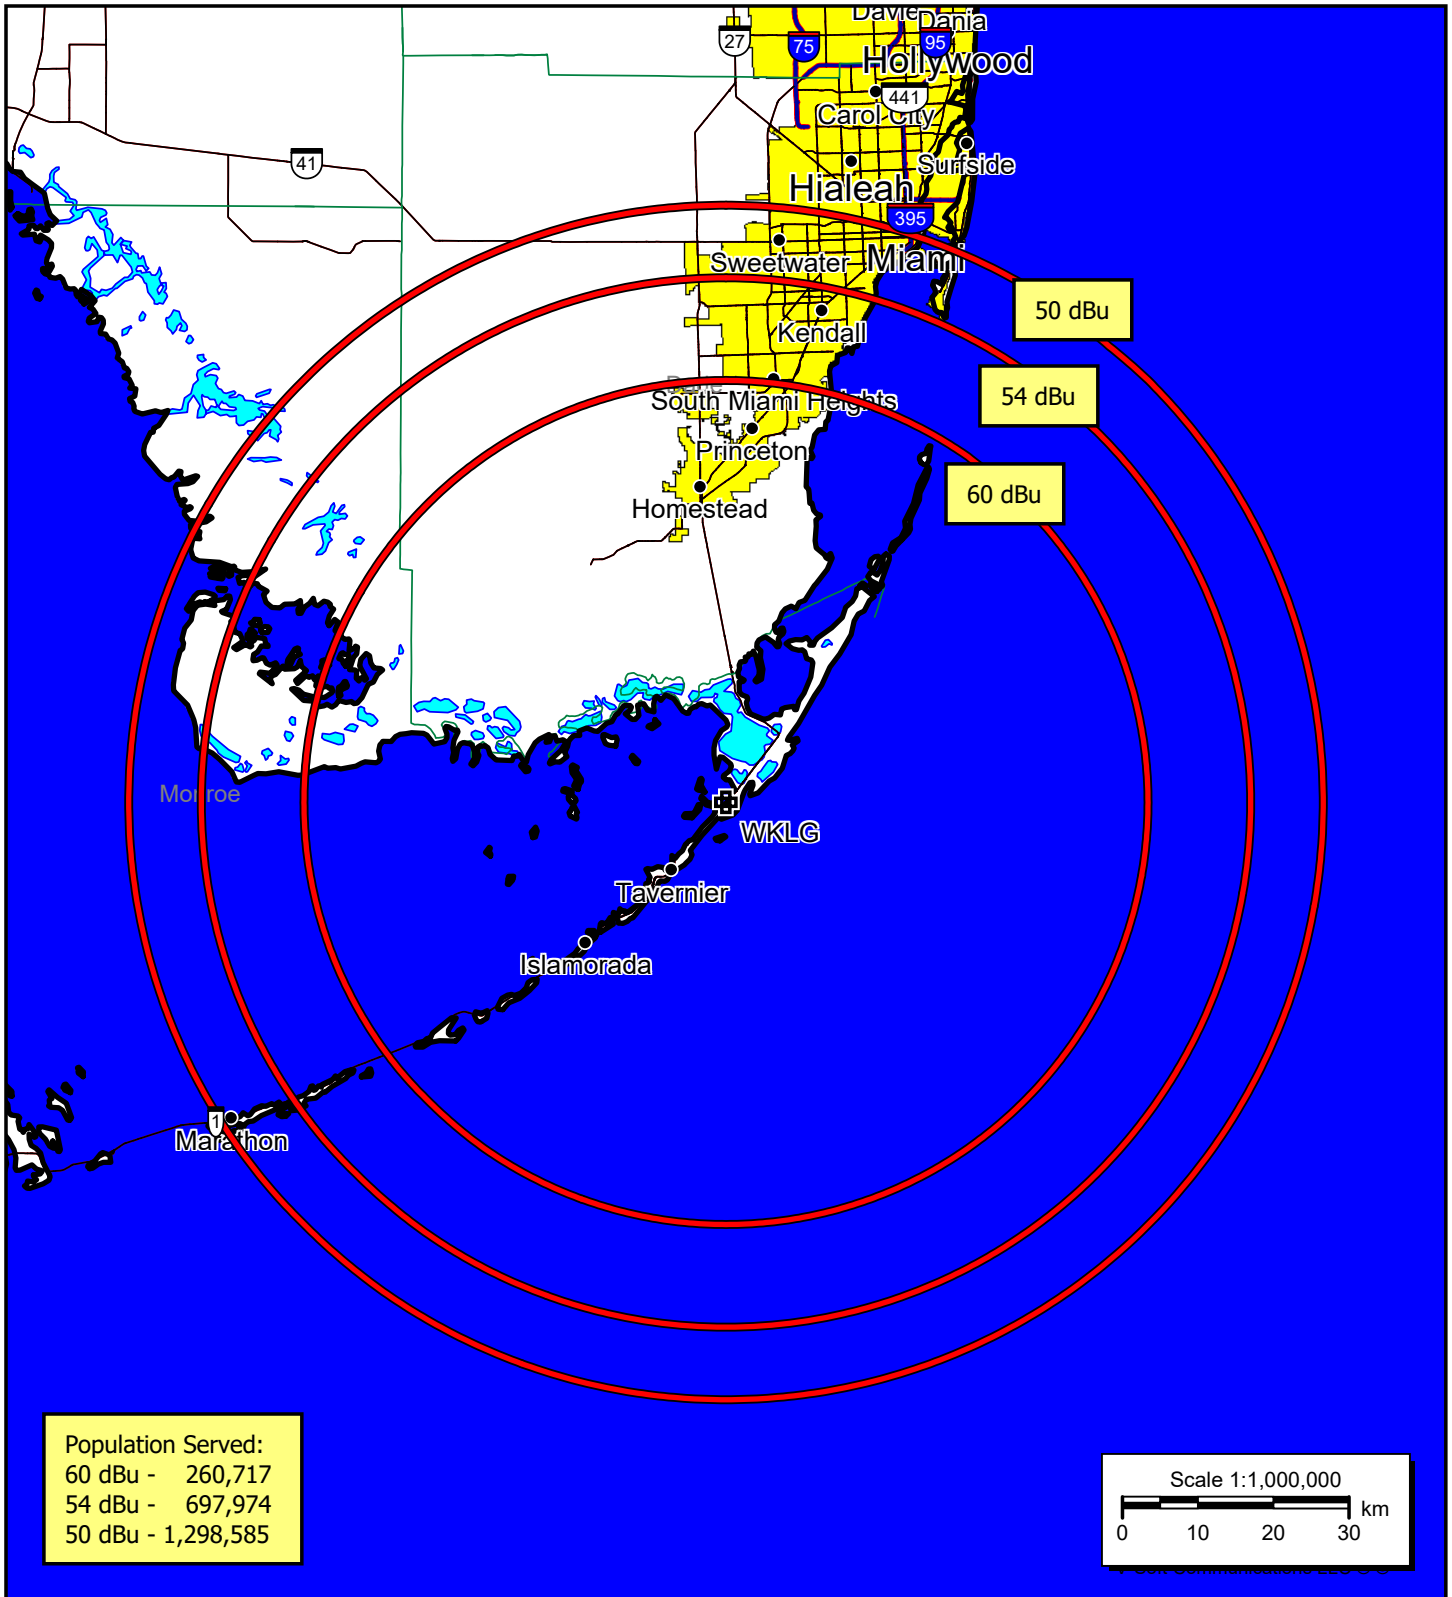 Davie
Dania
27
75
95
Hollywood
441
Carol City
41
Surfside
Hialeah
395
Sweetwater
Miami
50 dBu
Kendall
54 dBu
South Miami Heights
Princeton
60 dBu
Homestead
Monroe
WKLG
Tavernier
Islamorada
1
Marathon
Population Served:
60 dBu - 260,717
54 dBu - 697,974
50 dBu - 1,298,585
Scale 1:1,000,000
km
0 10 20 30